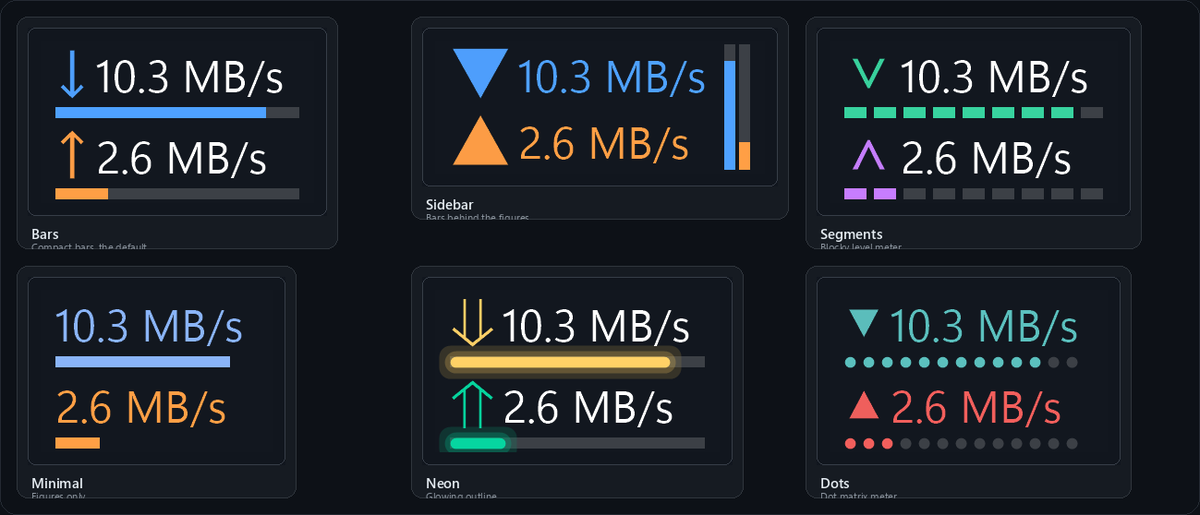 10.3 MB/s
2.6 MB/s
Bars
Compact bars, the default
10.3 MB/s
2.6 MB/s
Sidebar
Bars behind the figures
10.3 MB/s
2.6 MB/s
Segments
Blocky level meter
10.3 MB/s
2.6 MB/s
Minimal
Figures only
10.3 MB/s
2.6 MB/s
Neon
Glowing outline
10.3 MB/s
2.6 MB/s
Dots
Dot matrix meter